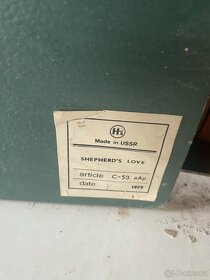 Made in USSR
SHEPHERD'S LOVE
article C-53
date 1979